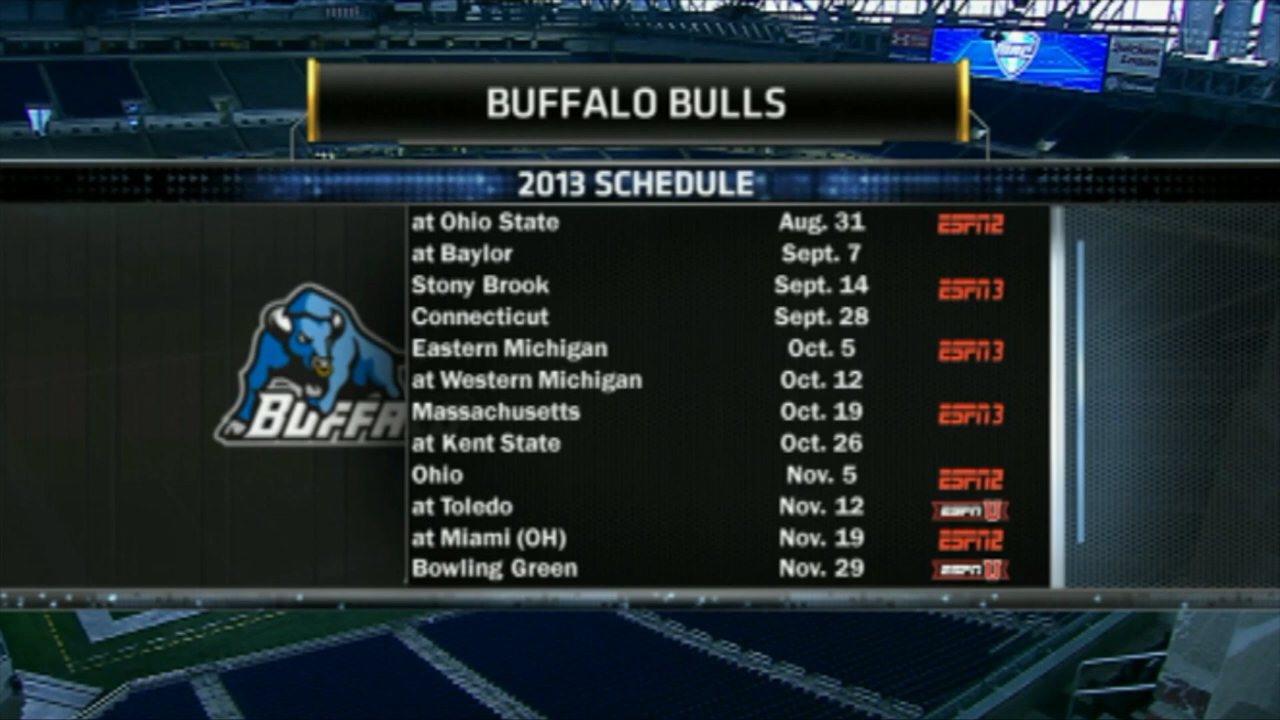 BUFFALO BULLS
2013 SCHEDULE
at Ohio State Aug. 31 ESPN2
at Baylor Sept. 7
Stony Brook Sept. 14 ESPN3
Connecticut Sept. 28
Eastern Michigan Oct. 5 ESPN3
at Western Michigan Oct. 12
Massachusetts Oct. 19 ESPN3
at Kent State Oct. 26
Ohio Nov. 5 ESPN2
at Toledo Nov. 12 ESPNU
at Miami (OH) Nov. 19 ESPN2
Bowling Green Nov. 29 ESPNU
BUFFA
MAC